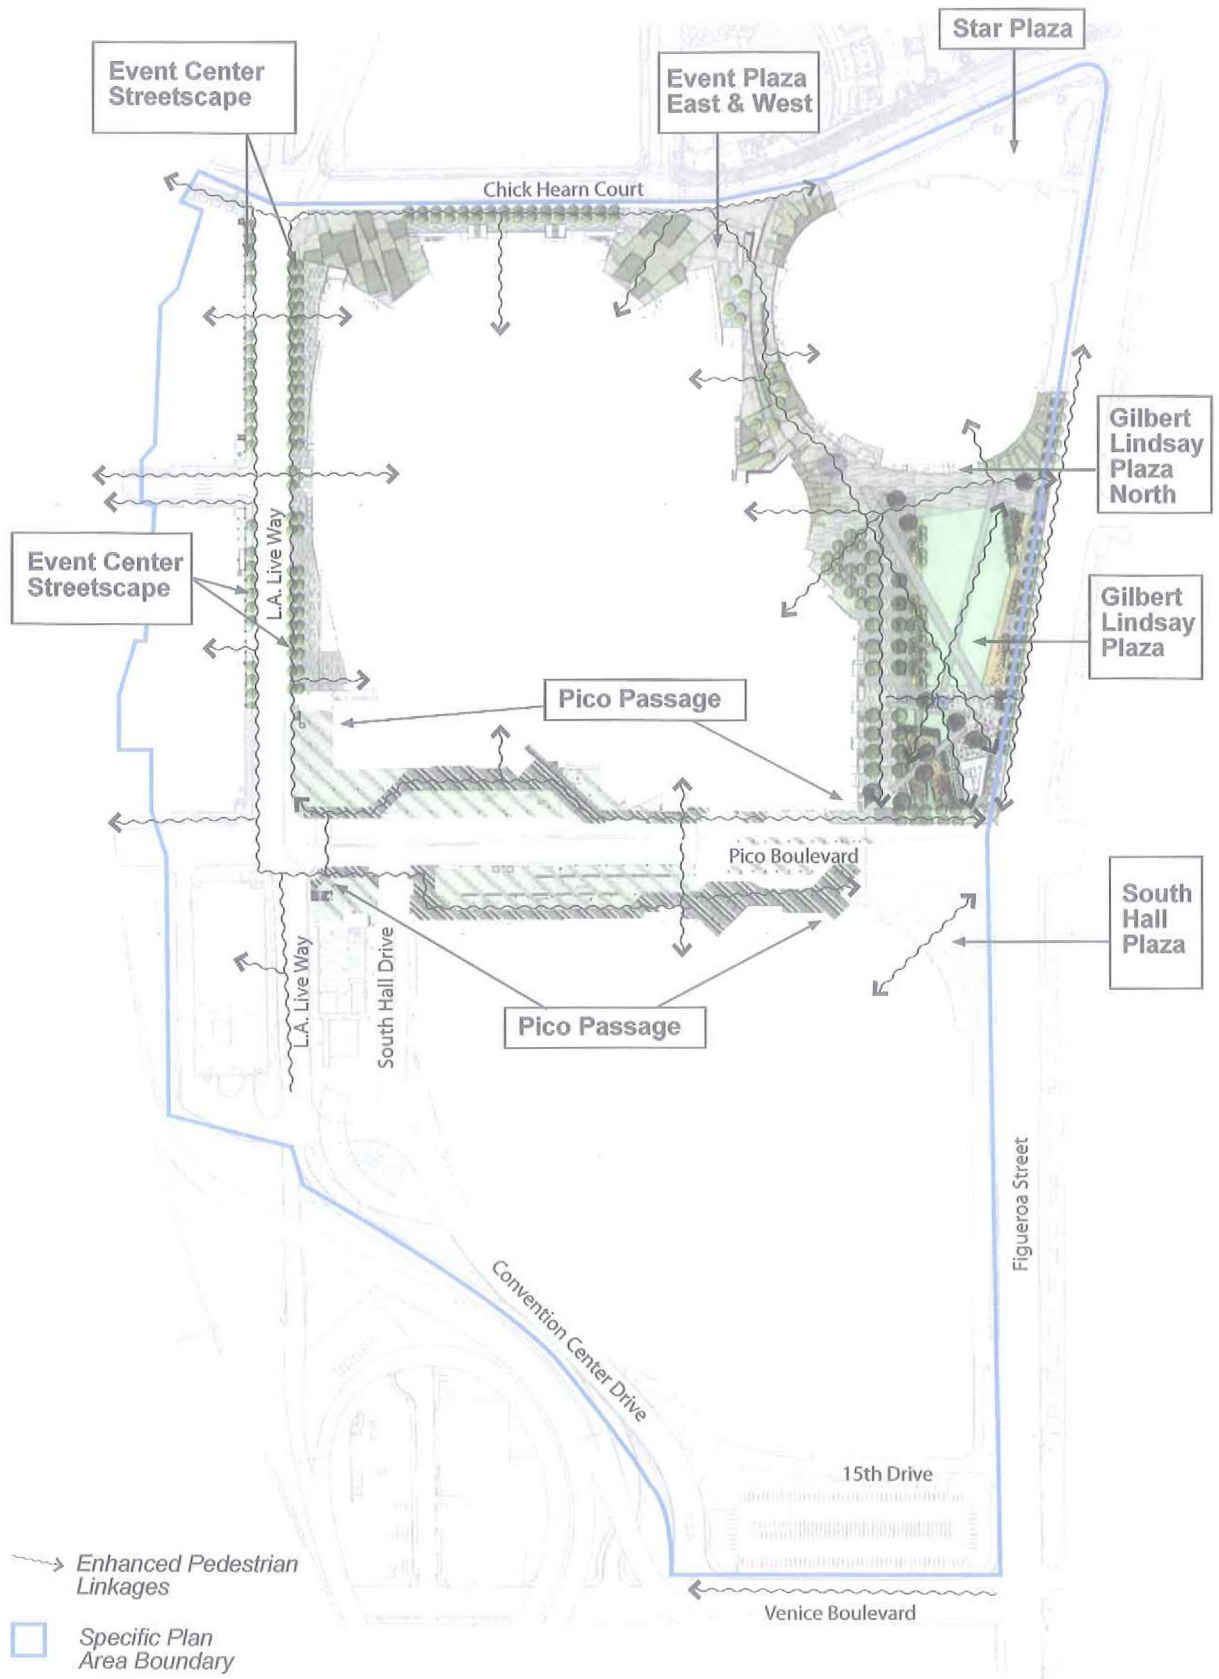 Star Plaza
Event Center
Streetscape
Event Plaza
East & West
Chick Hearn Court
Gilbert
Lindsay
Plaza
North
L.A. Live Way
Event Center
Streetscape
Gilbert
Lindsay
Plaza
Pico Passage
Pico Boulevard
South
Hall
Plaza
L.A. Live Way
South Hall Drive
Pico Passage
Figueroa Street
Convention Center Drive
15th Drive
Enhanced Pedestrian
Linkages
Venice Boulevard
Specific Plan
Area Boundary